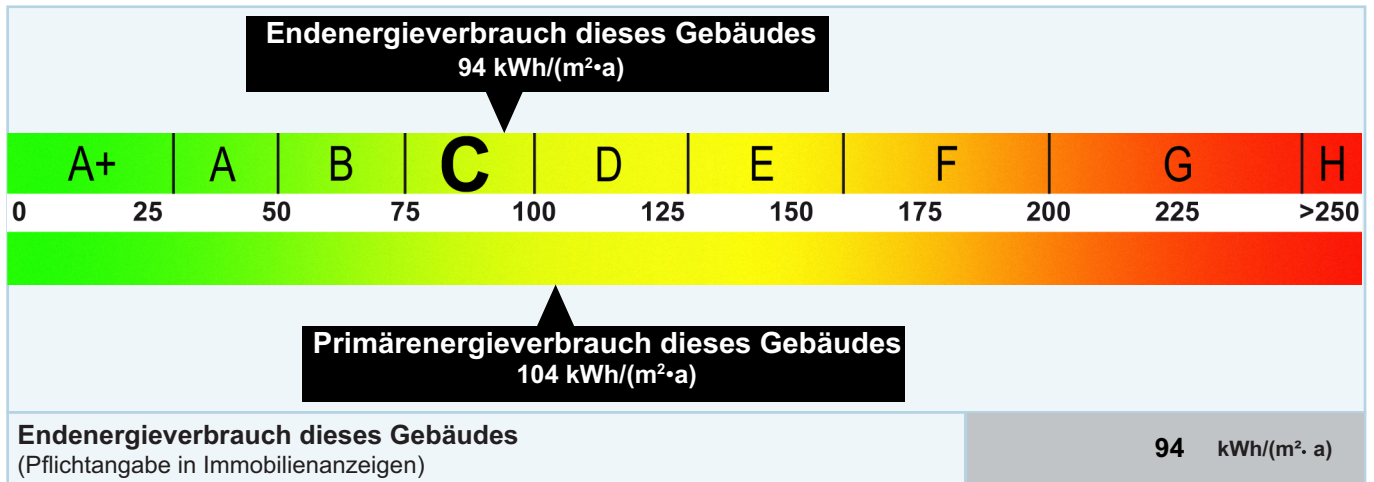 Endenergieverbrauch dieses Gebäudes
94 kWh/(m²•a)
A+ A B C D E F G H
0 25 50 75 100 125 150 175 200 225 >250
Primärenergieverbrauch dieses Gebäudes
104 kWh/(m²•a)
Endenergieverbrauch dieses Gebäudes
(Pflichtangabe in Immobilienanzeigen)
94 kWh/(m²· a)